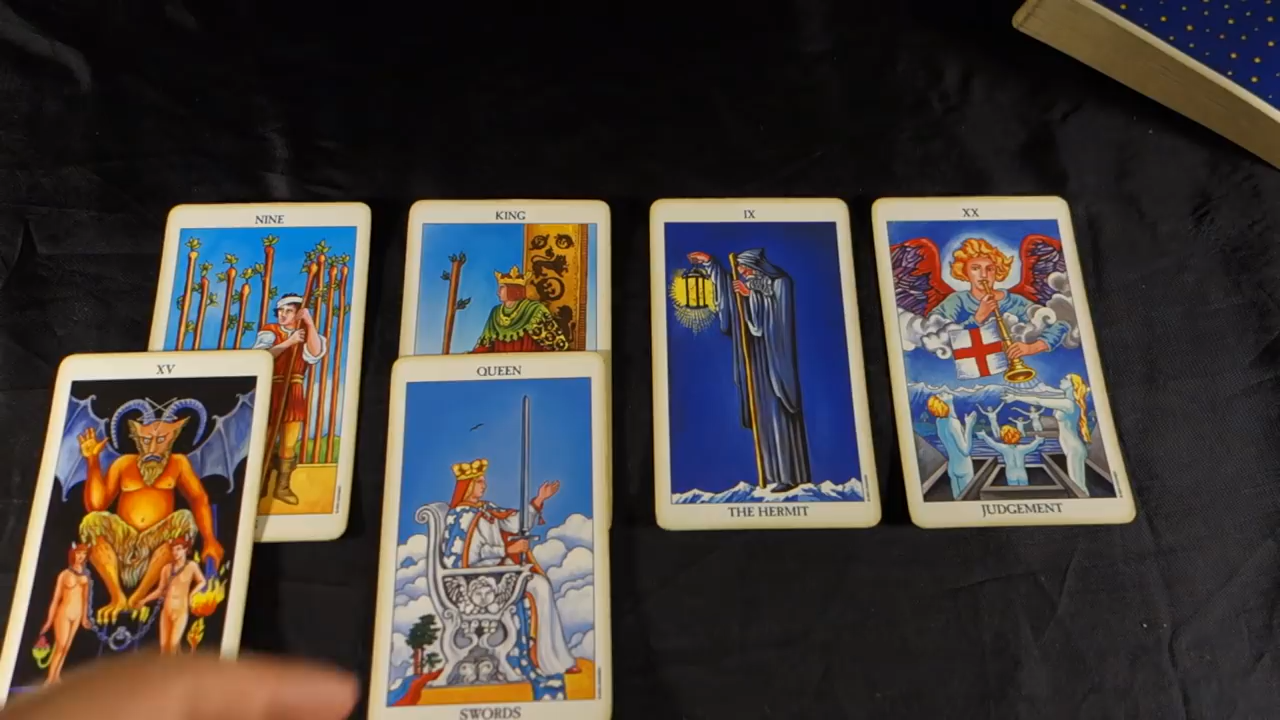 NINE
KING
IX
XX
XV
QUEEN
THE HERMIT
JUDGEMENT
SWORDS